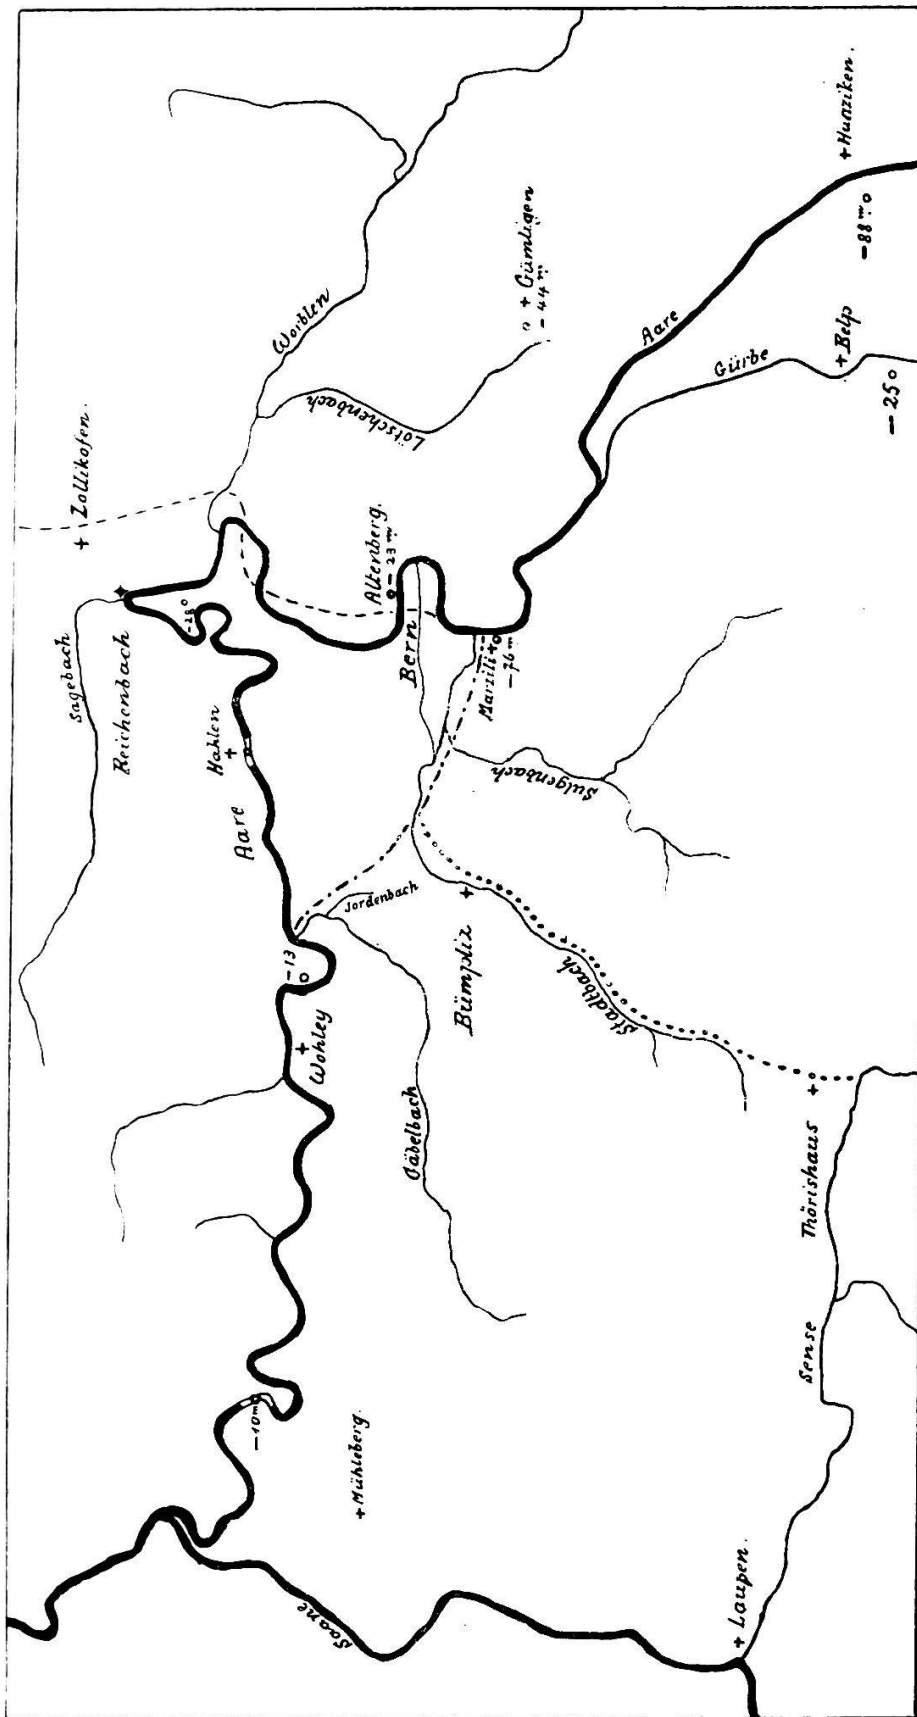 + Zollikofen.
Sagebach
Reichenbach
-28°
Worblen
Lötschenbach
+ Gümligen
- 44 m
+ Hunziken.
- 88 m
Aare
Gürbe
+ Belp
- 25
Altenberg.
- 23 m
Bern
Marzili +
- 76 m
Sulgenbach
Hahlen
+
Aare
Jordenbach
- 13
+
Wohley
Bümpliz
+
Stadtbach
Gäbelbach
+
Thörishaus
Sense
- 10 m
+ Mühleberg.
Saane
+ Laupen.